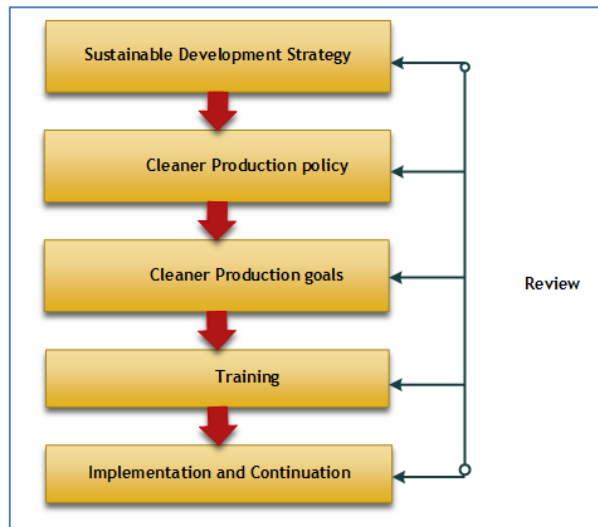 Sustainable Development Strategy
Cleaner Production policy
Cleaner Production goals
Review
Training
Implementation and Continuation